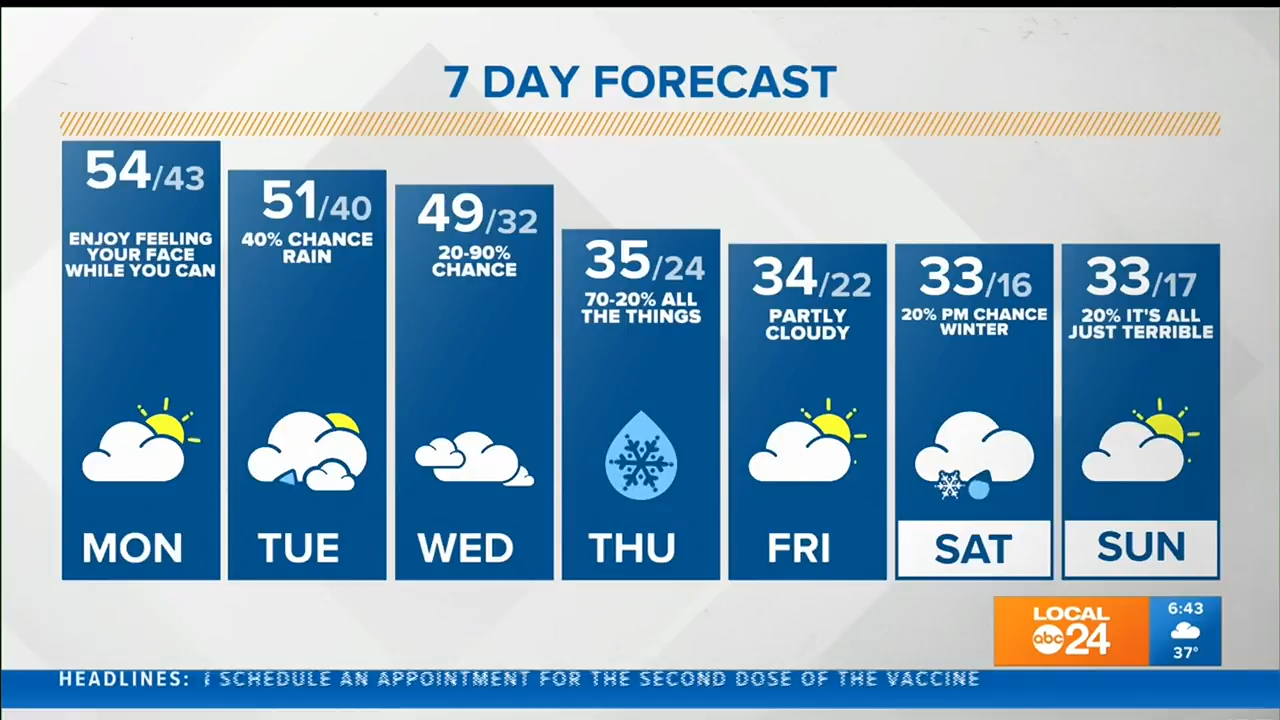 7 DAY FORECAST
54/43
ENJOY FEELING
YOUR FACE
WHILE YOU CAN
MON
51/40
40% CHANCE
RAIN
TUE
49/32
20-90%
CHANCE
WED
35/24
70-20% ALL
THE THINGS
THU
34/22
PARTLY
CLOUDY
FRI
33/16
20% PM CHANCE
WINTER
SAT
33/17
20% IT'S ALL
JUST TERRIBLE
SUN
LOCAL
abc 24
6:43
37°
HEADLINES: SCHEDULE AN APPOINTMENT FOR THE SECOND DOSE OF THE VACCINE